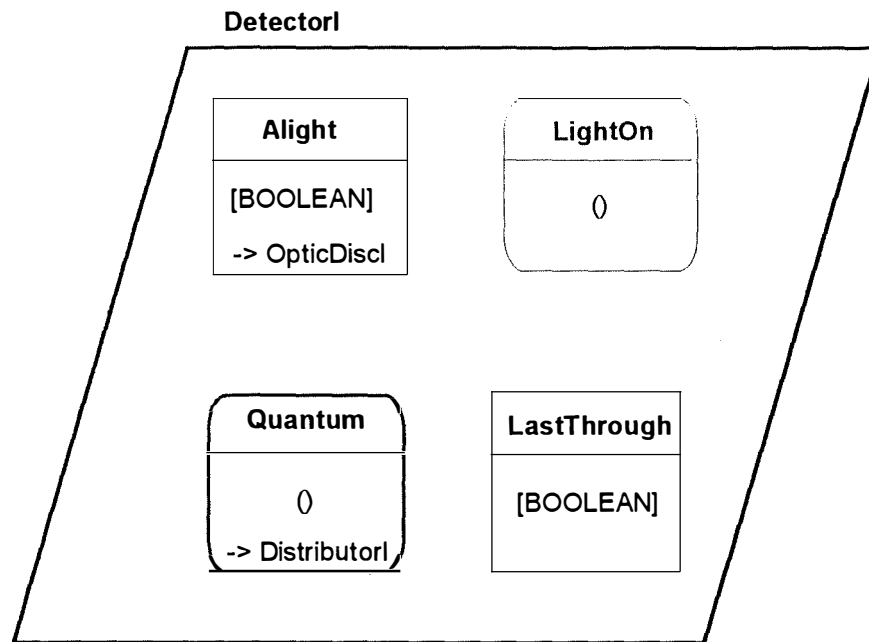 DetectorI
Alight
[BOOLEAN]
-> OpticDiscI
LightOn
()
Quantum
()
-> DistributorI
LastThrough
[BOOLEAN]